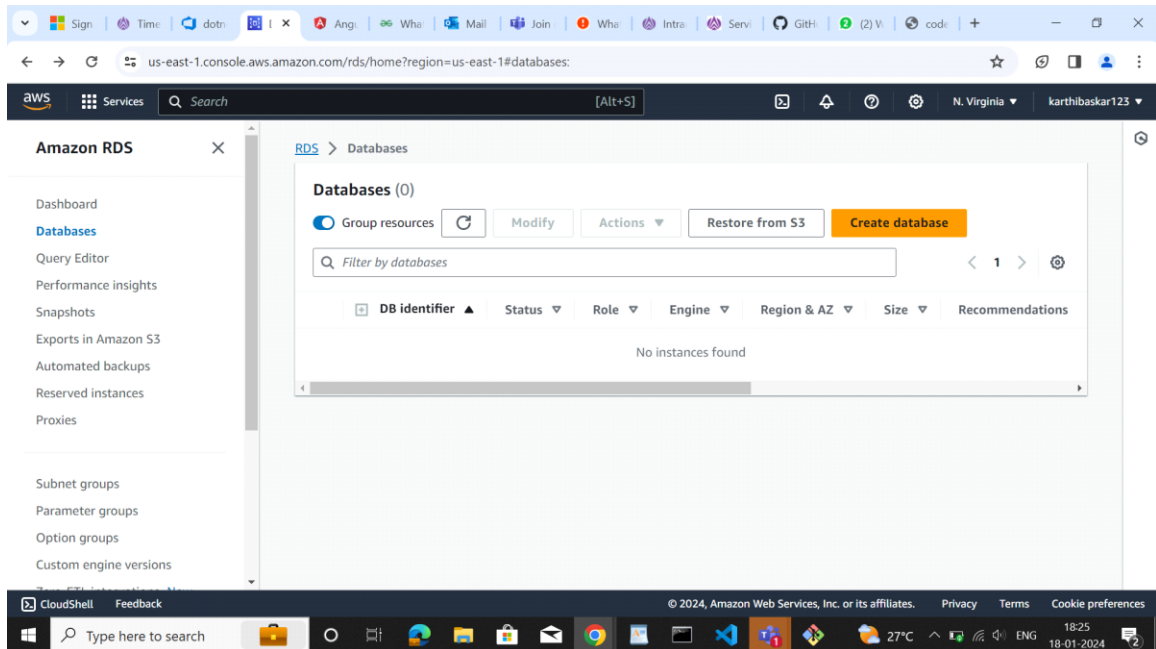 Sign Time dotn Angu Wha Mail Join Wha Intra Servi GitH (2) W code
us-east-1.console.aws.amazon.com/rds/home?region=us-east-1#databases:
aws Services Search [Alt+S] N. Virginia ▼ karthibaskar123 ▼
Amazon RDS
RDS > Databases
Databases (0)
Dashboard
Group resources Modify Actions ▼ Restore from S3 Create database
Databases
Query Editor
Filter by databases < 1 >
Performance insights
Snapshots
DB identifier ▲ Status Role Engine Region & AZ Size Recommendations
Exports in Amazon S3
No instances found
Automated backups
Reserved instances
Proxies
Subnet groups
Parameter groups
Option groups
Custom engine versions
CloudShell Feedback © 2024, Amazon Web Services, Inc. or its affiliates. Privacy Terms Cookie preferences
Type here to search 27°C ENG 18:25
18-01-2024 2